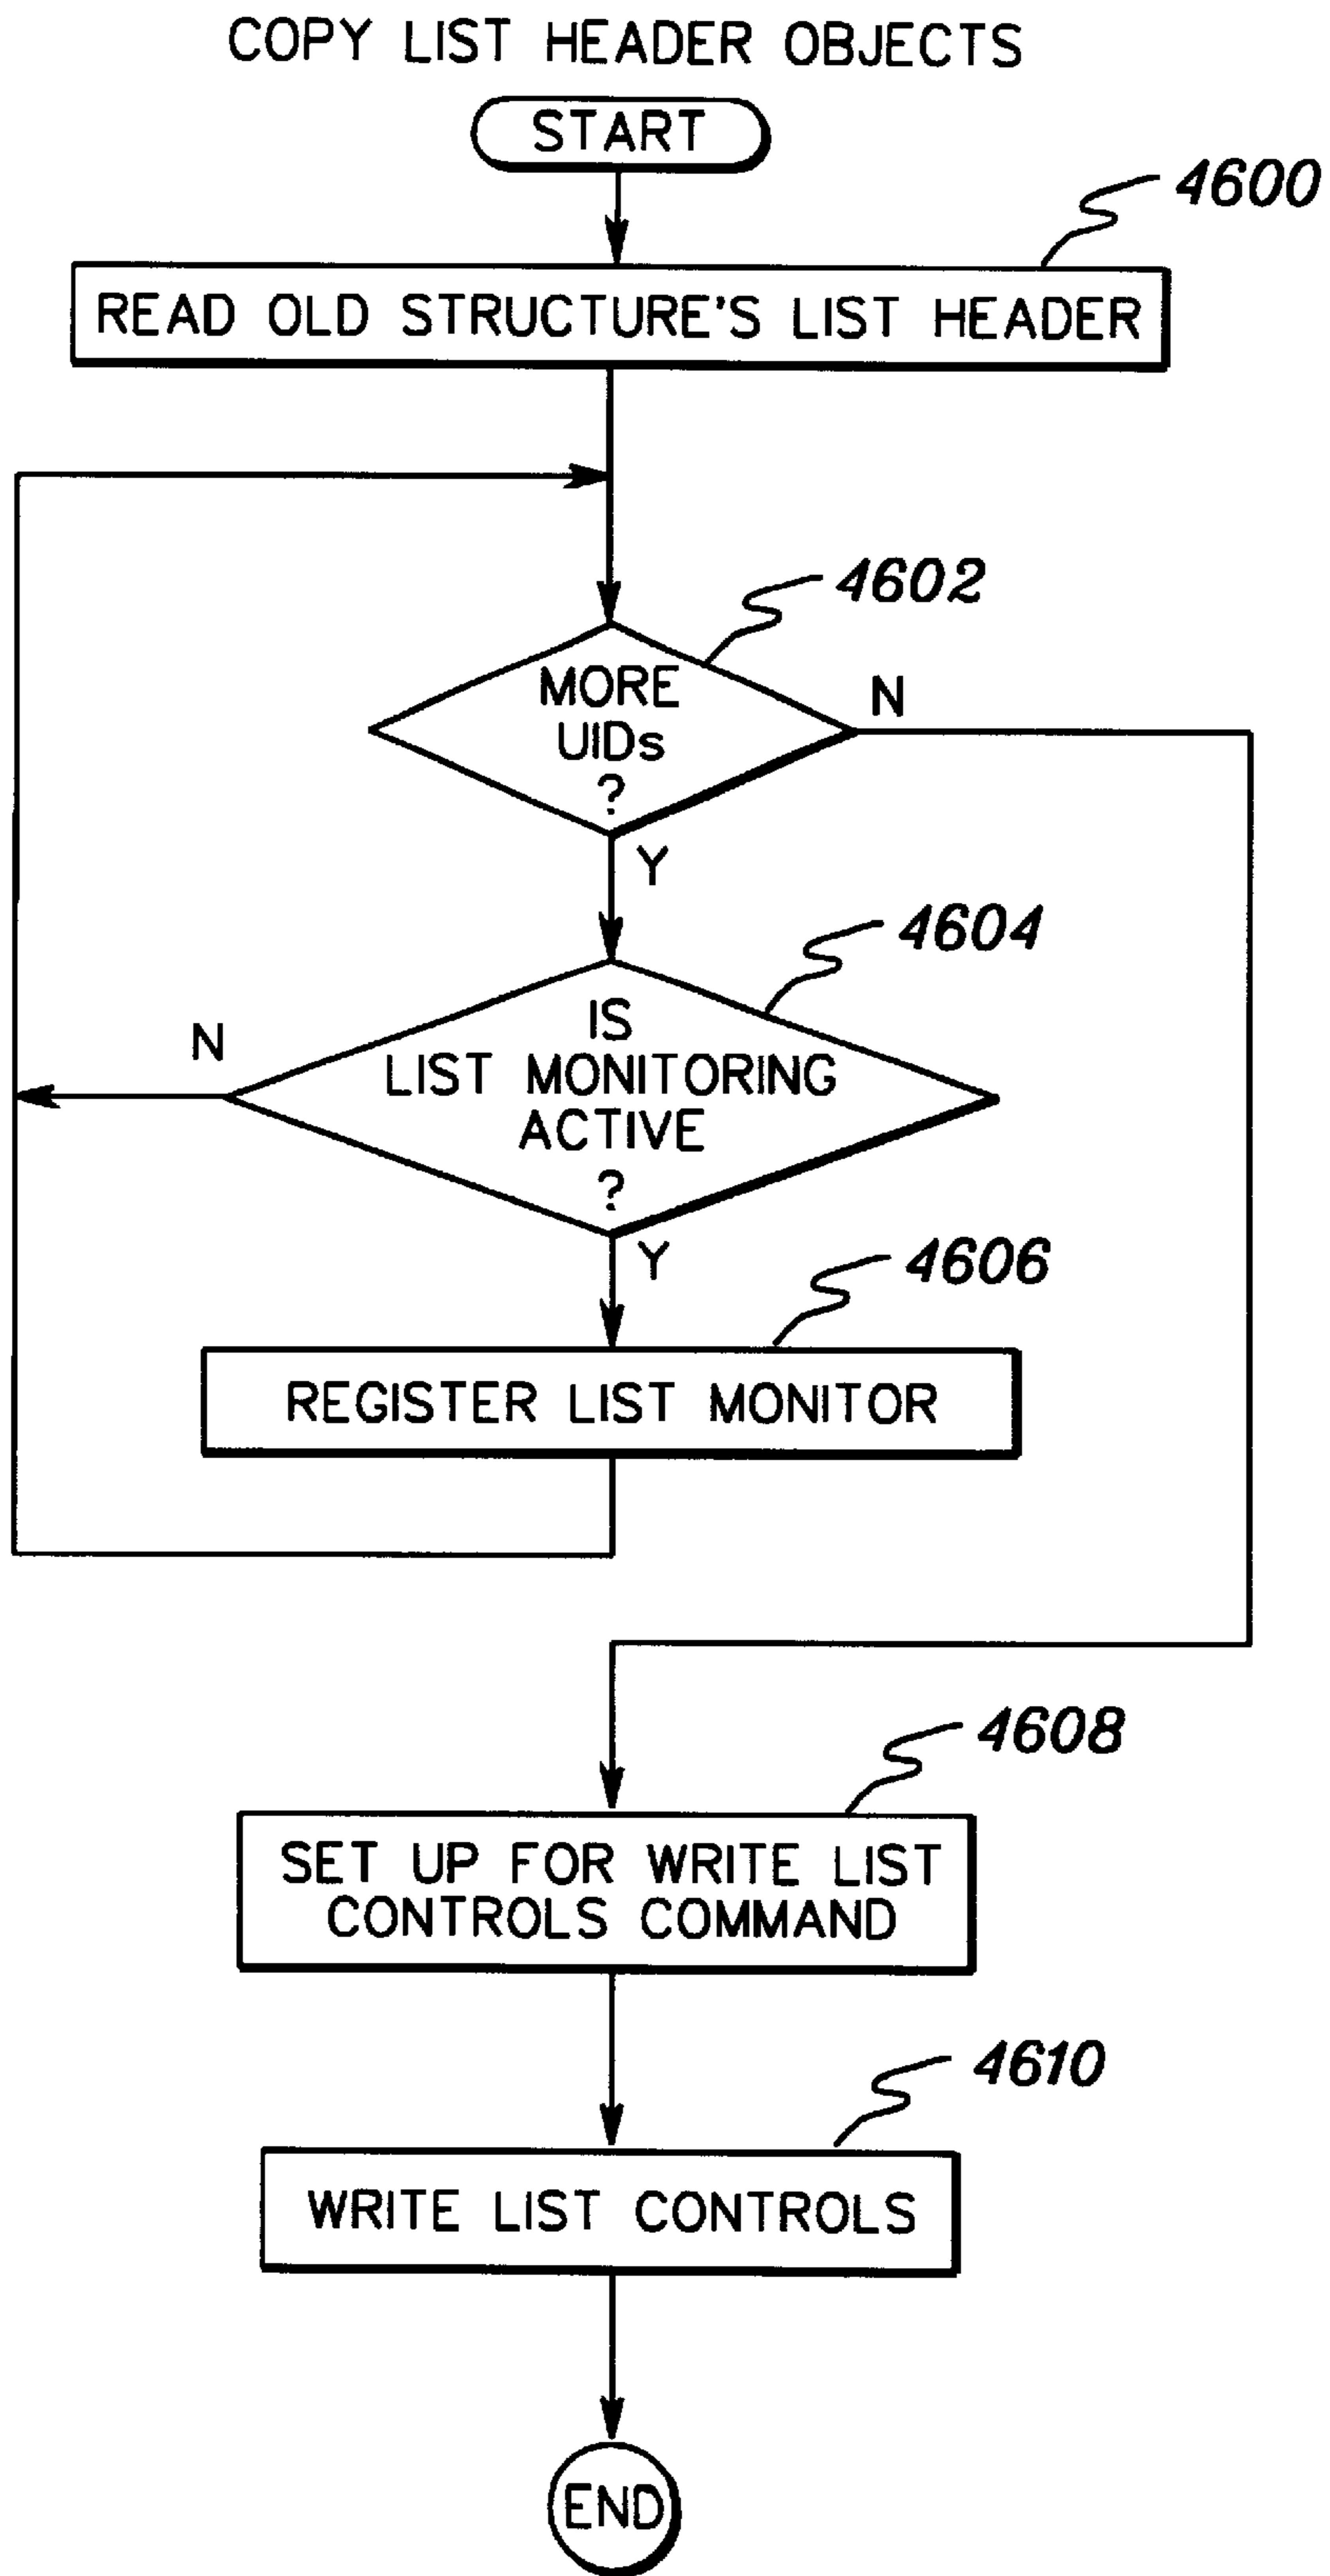 COPY LIST HEADER OBJECTS
START
4600
READ OLD STRUCTURE'S LIST HEADER
4602
MORE
UIDs
?
N
Y
4604
IS
LIST MONITORING
ACTIVE
?
N
Y
4606
REGISTER LIST MONITOR
4608
SET UP FOR WRITE LIST
CONTROLS COMMAND
4610
WRITE LIST CONTROLS
END